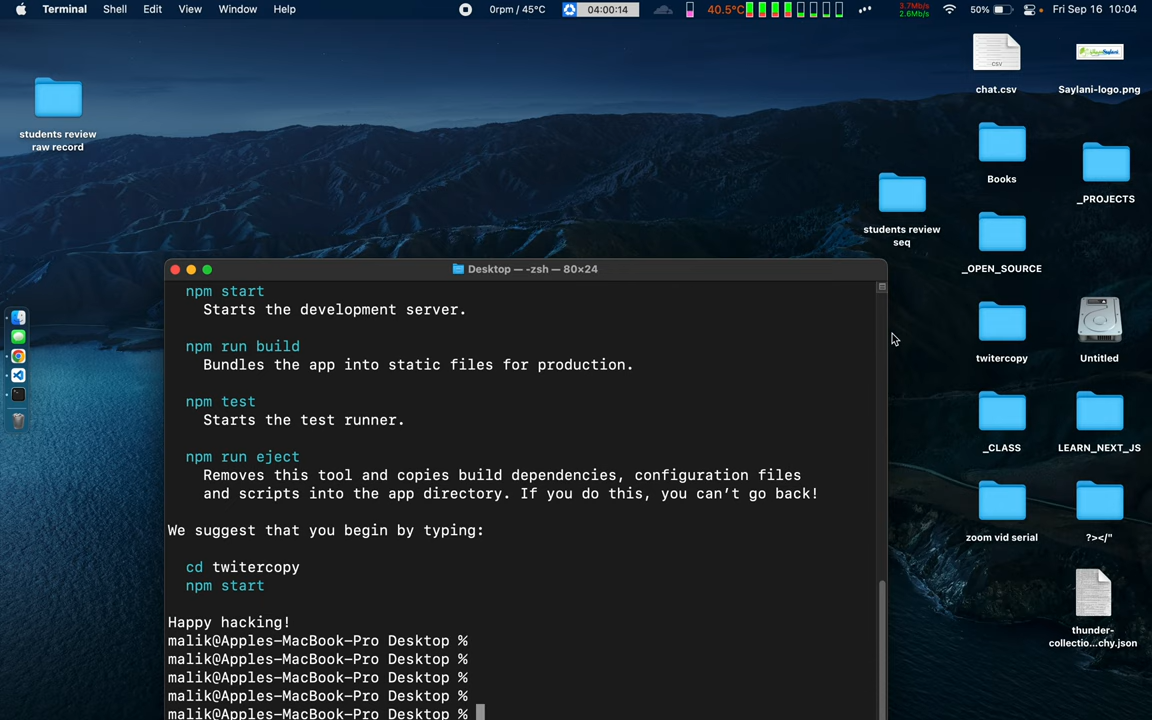 Terminal Shell Edit View Window Help 0rpm / 45°C 04:00:14 40.5°C 3.7Mb/s 2.6Mb/s 50% Fri Sep 16 10:04
students review
raw record
CSV
chat.csv
Saylani-logo.png
Books
_PROJECTS
students review
seq
_OPEN_SOURCE
twitercopy
Untitled
_CLASS
LEARN_NEXT_JS
zoom vid serial
?></"
thunder-
collectio...chy.json
Desktop — -zsh — 80×24
npm start
Starts the development server.
npm run build
Bundles the app into static files for production.
npm test
Starts the test runner.
npm run eject
Removes this tool and copies build dependencies, configuration files
and scripts into the app directory. If you do this, you can’t go back!
We suggest that you begin by typing:
cd twitercopy
npm start
Happy hacking!
malik@Apples-MacBook-Pro Desktop %
malik@Apples-MacBook-Pro Desktop %
malik@Apples-MacBook-Pro Desktop %
malik@Apples-MacBook-Pro Desktop %
malik@Apples-MacBook-Pro Desktop %